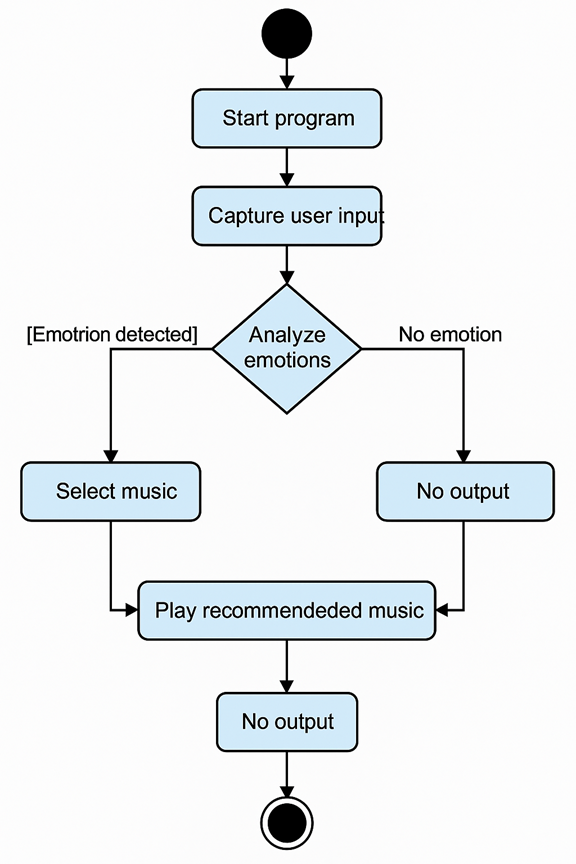 Start program
Capture user input
Analyze
emotions
[Emotrion detected]
No emotion
Select music
No output
Play recommendeded music
No output